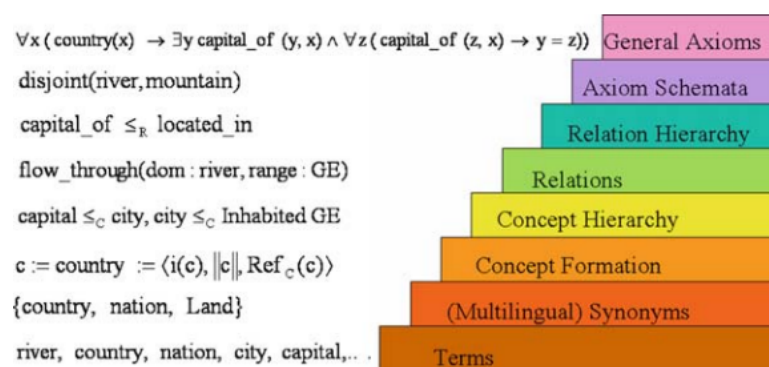 ∀x (country(x) → ∃y capital_of (y, x) ∧ ∀z (capital_of (z, x) → y = z)) General Axioms
disjoint(river,mountain) Axiom Schemata
capital_of ≤R located_in Relation Hierarchy
flow_through(dom : river, range : GE) Relations
capital ≤C city, city ≤C Inhabited GE Concept Hierarchy
c := country := ⟨i(c), ‖c‖, Ref C (c)⟩ Concept Formation
{country, nation, Land} (Multilingual) Synonyms
river, country, nation, city, capital,... Terms